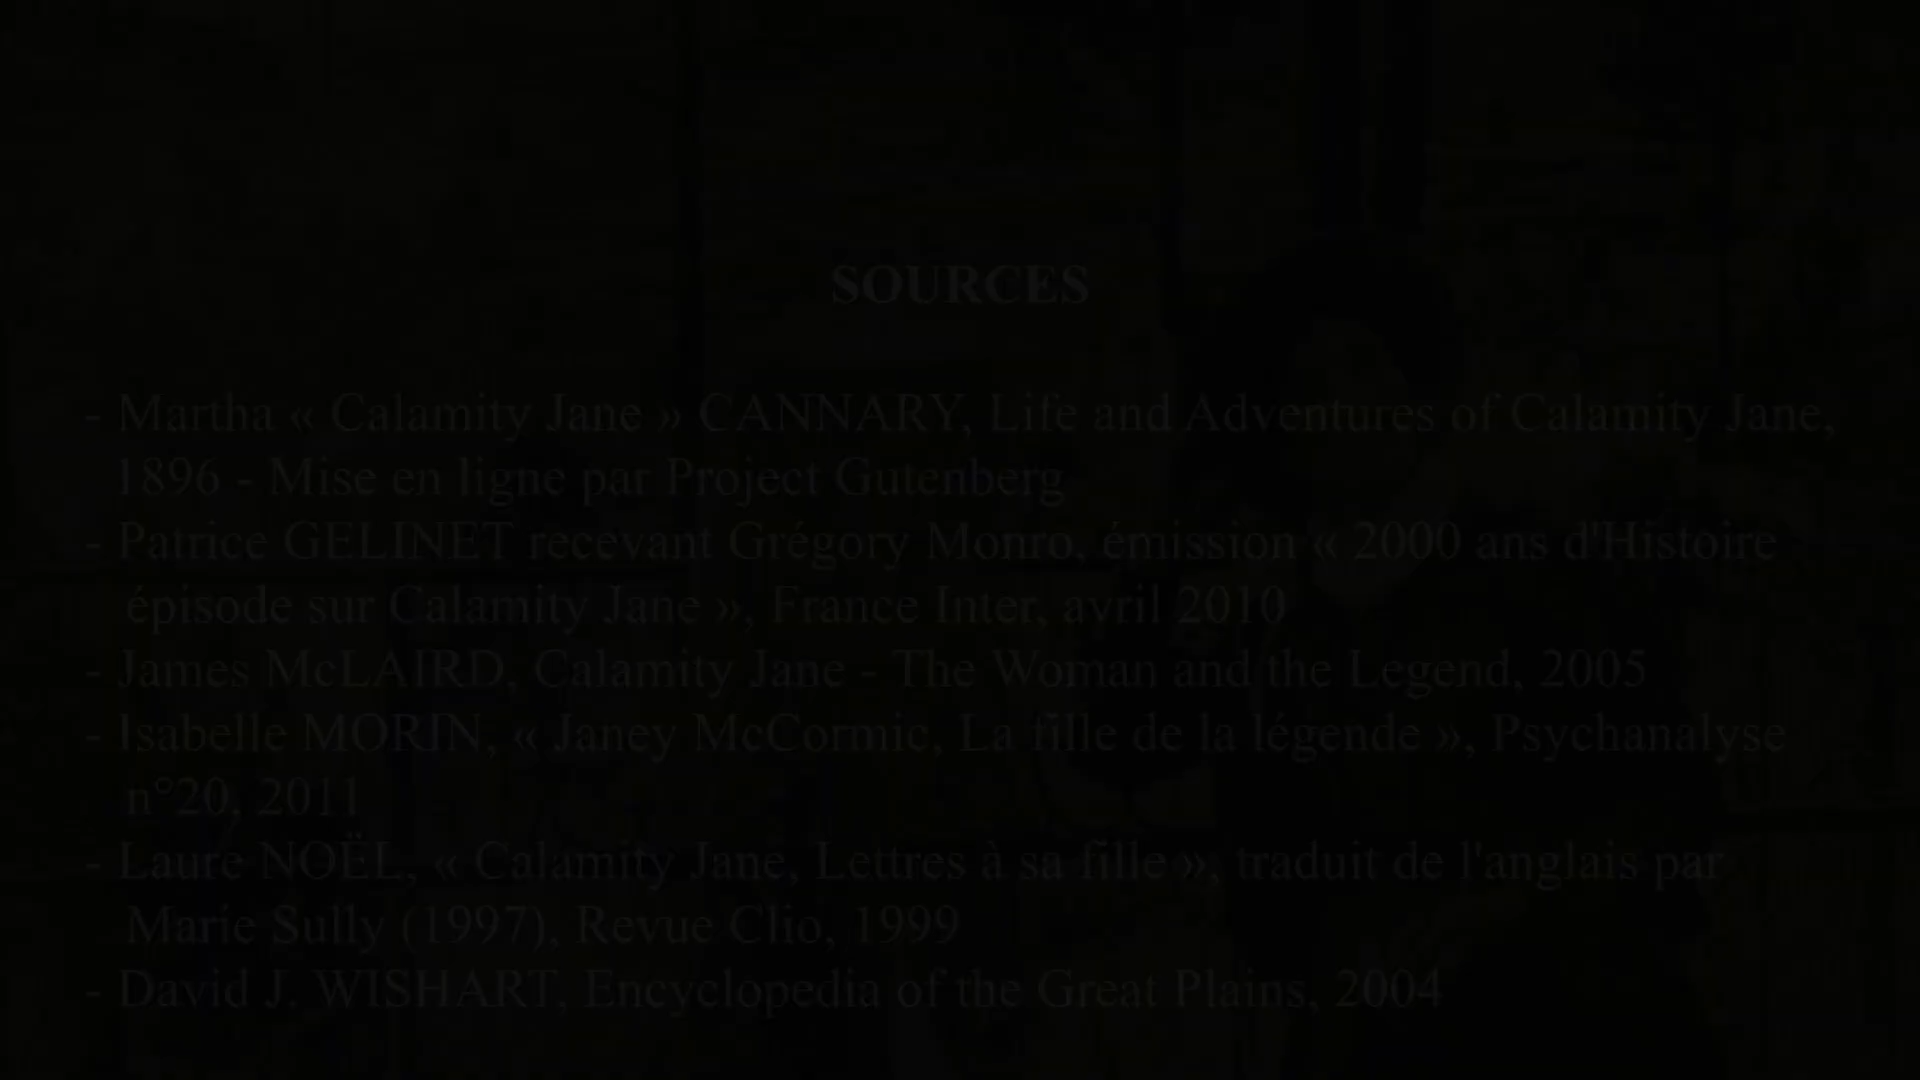 SOURCES
- Martha « Calamity Jane » CANNARY, Life and Adventures of Calamity Jane,
1896 - Mise en ligne par Project Gutenberg
- Patrice GELINET recevant Grégory Monro, émission « 2000 ans d'Histoire
épisode sur Calamity Jane », France Inter, avril 2010
- James McLAIRD, Calamity Jane - The Woman and the Legend, 2005
- Isabelle MORIN, « Janey McCormic, La fille de la légende », Psychanalyse
n°20, 2011
- Laure NOËL, « Calamity Jane, Lettres à sa fille », traduit de l'anglais par
Marie Sully (1997), Revue Clio, 1999
- David J. WISHART, Encyclopedia of the Great Plains, 2004